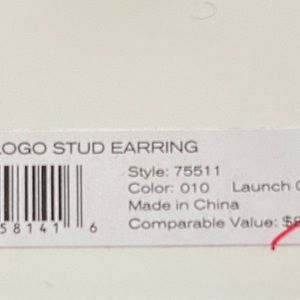 LOGO STUD EARRING
Style: 75511
Color: 010 Launch
Made in China
Comparable Value:
58141 6